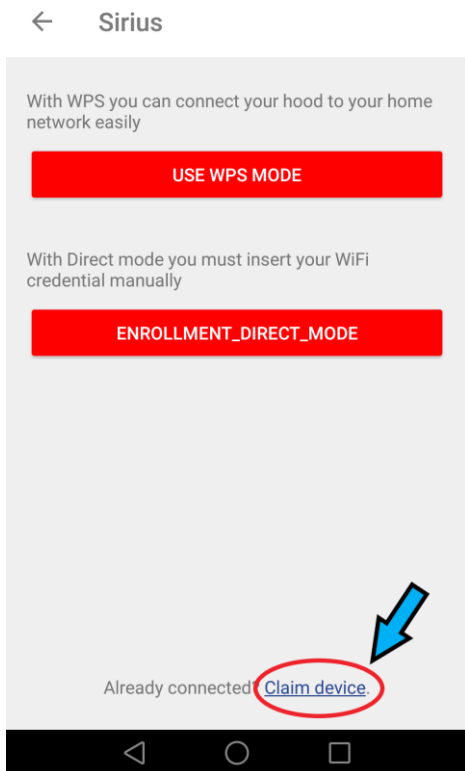 Sirius
With WPS you can connect your hood to your home
network easily
USE WPS MODE
With Direct mode you must insert your WiFi
credential manually
ENROLLMENT_DIRECT_MODE
Already connected? Claim device.